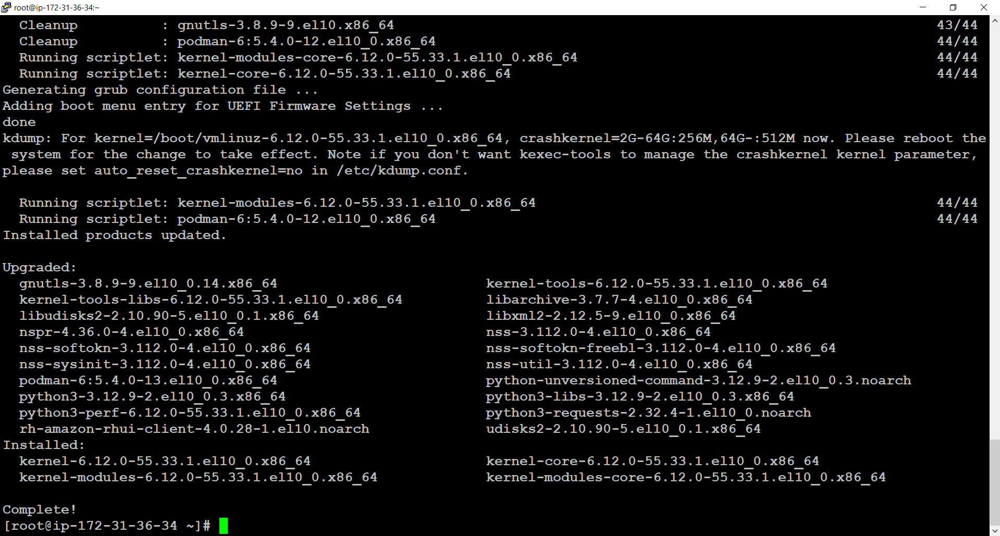 root@ip-172-31-36-34:~
  Cleanup          : gnutls-3.8.9-9.el10.x86_64 43/44
  Cleanup          : podman-6:5.4.0-12.el10_0.x86_64 44/44
  Running scriptlet: kernel-modules-core-6.12.0-55.33.1.el10_0.x86_64 44/44
  Running scriptlet: kernel-core-6.12.0-55.33.1.el10_0.x86_64 44/44
Generating grub configuration file ...
Adding boot menu entry for UEFI Firmware Settings ...
done
kdump: For kernel=/boot/vmlinuz-6.12.0-55.33.1.el10_0.x86_64, crashkernel=2G-64G:256M,64G-:512M now. Please reboot the
 system for the change to take effect. Note if you don't want kexec-tools to manage the crashkernel kernel parameter,
please set auto_reset_crashkernel=no in /etc/kdump.conf.
  Running scriptlet: kernel-modules-6.12.0-55.33.1.el10_0.x86_64 44/44
  Running scriptlet: podman-6:5.4.0-12.el10_0.x86_64 44/44
Installed products updated.
Upgraded:
  gnutls-3.8.9-9.el10_0.14.x86_64 kernel-tools-6.12.0-55.33.1.el10_0.x86_64
  kernel-tools-libs-6.12.0-55.33.1.el10_0.x86_64 libarchive-3.7.7-4.el10_0.x86_64
  libudisks2-2.10.90-5.el10_0.1.x86_64 libxml2-2.12.5-9.el10_0.x86_64
  nspr-4.36.0-4.el10_0.x86_64 nss-3.112.0-4.el10_0.x86_64
  nss-softokn-3.112.0-4.el10_0.x86_64 nss-softokn-freebl-3.112.0-4.el10_0.x86_64
  nss-sysinit-3.112.0-4.el10_0.x86_64 nss-util-3.112.0-4.el10_0.x86_64
  podman-6:5.4.0-13.el10_0.x86_64 python-unversioned-command-3.12.9-2.el10_0.3.noarch
  python3-3.12.9-2.el10_0.3.x86_64 python3-libs-3.12.9-2.el10_0.3.x86_64
  python3-perf-6.12.0-55.33.1.el10_0.x86_64 python3-requests-2.32.4-1.el10_0.noarch
  rh-amazon-rhui-client-4.0.28-1.el10.noarch udisks2-2.10.90-5.el10_0.1.x86_64
Installed:
  kernel-6.12.0-55.33.1.el10_0.x86_64 kernel-core-6.12.0-55.33.1.el10_0.x86_64
  kernel-modules-6.12.0-55.33.1.el10_0.x86_64 kernel-modules-core-6.12.0-55.33.1.el10_0.x86_64
Complete!
[root@ip-172-31-36-34 ~]#